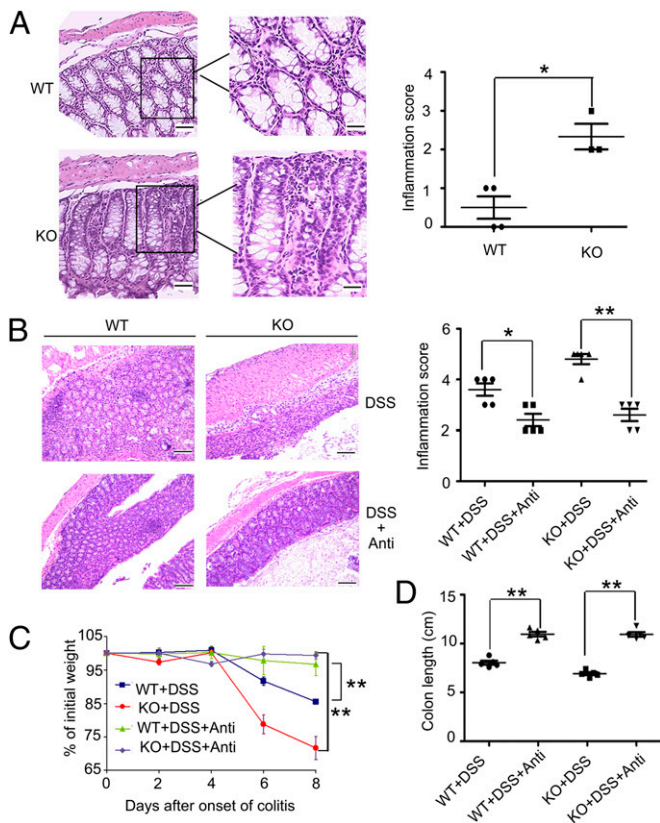 A
WT
KO
Inflammation score
4
3
2
1
0
*
WT
KO
B
WT
KO
DSS
DSS
+
Anti
Inflammation score
6
4
2
0
*
**
WT+DSS
WT+DSS+Anti
KO+DSS
KO+DSS+Anti
C
% of initial weight
105
95
85
75
65
WT+DSS
KO+DSS
WT+DSS+Anti
KO+DSS+Anti
**
**
0 2 4 6 8
Days after onset of colitis
D
Colon length (cm)
15
10
5
0
**
**
WT+DSS
WT+DSS+Anti
KO+DSS
KO+DSS+Anti